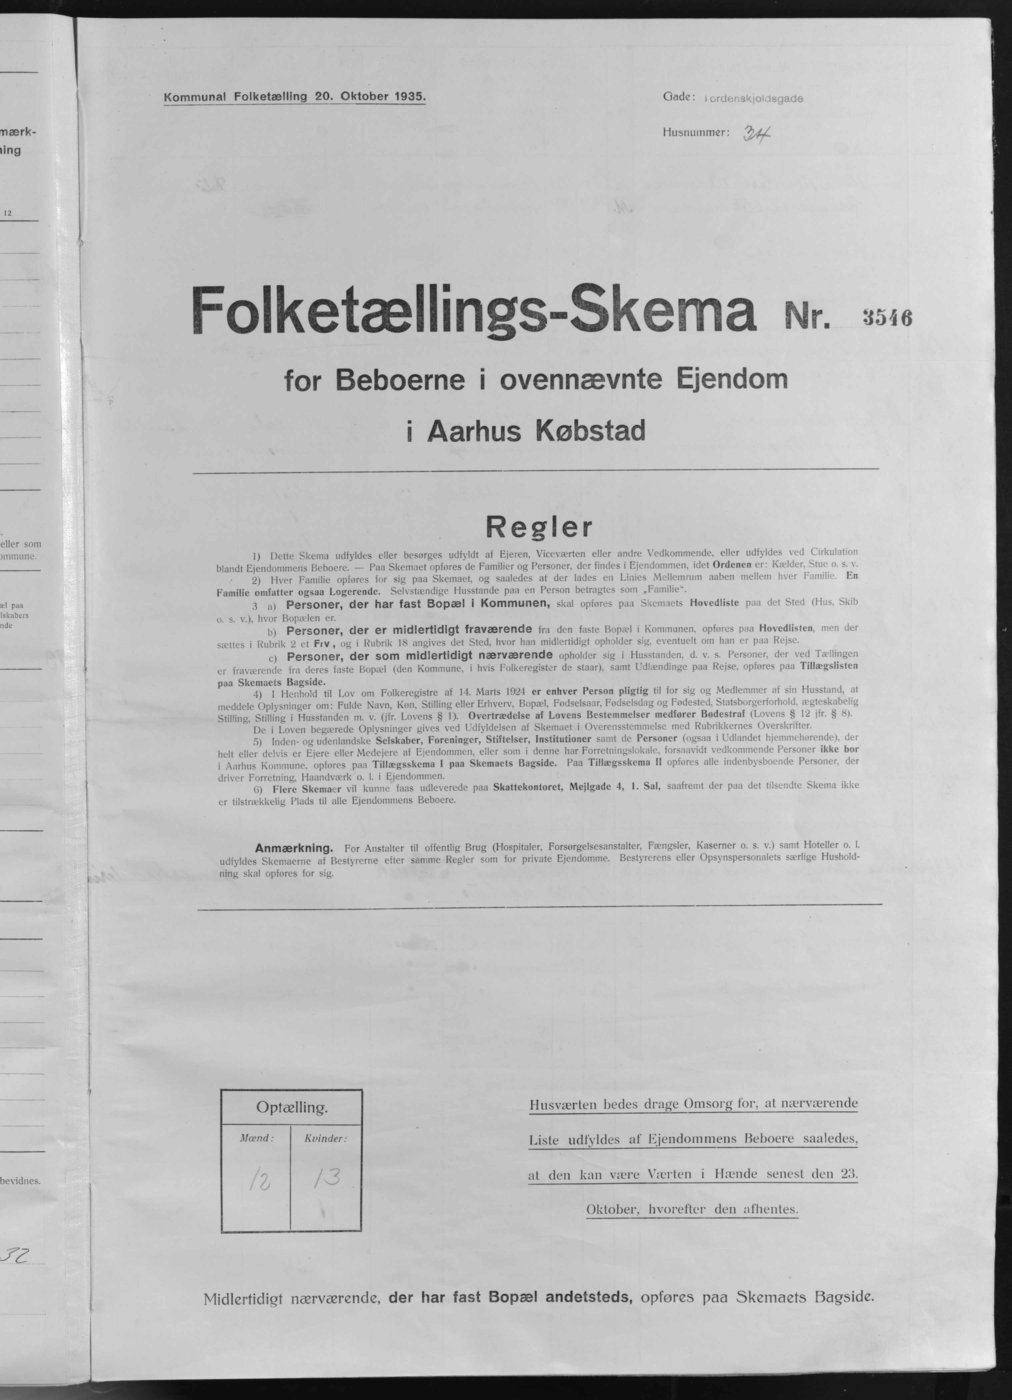 Kommunal Folketælling 20. Oktober 1935.
Gade: Tordenskjoldsgade
Husnummer: 34
Folketællings-Skema Nr. 3546
for Beboerne i ovennævnte Ejendom
i Aarhus Købstad
Regler
1) Dette Skema udfyldes eller besørges udfyldt af Ejeren, Viceværten eller andre Vedkommende, eller udfyldes ved Cirkulation
blandt Ejendommens Beboere. — Paa Skemaet opføres de Familier og Personer, der findes i Ejendommen, idet Ordenen er: Kælder, Stue o. s. v.
2) Hver Familie opføres for sig paa Skemaet, og saaledes at der lades en Linies Mellemrum aaben mellem hver Familie. En
Familie omfatter ogsaa Logerende. Selvstændige Husstande paa en Person betragtes som „Familie“.
3 a) Personer, der har fast Bopæl i Kommunen, skal opføres paa Skemaets Hovedliste paa det Sted (Hus, Skib
o. s. v.), hvor Bopælen er.
b) Personer, der er midlertidigt fraværende fra den faste Bopæl i Kommunen, opføres paa Hovedlisten, men der
sættes i Rubrik 2 et Frv., og i Rubrik 18 angives det Sted, hvor han midlertidigt opholder sig, eventuelt om han er paa Rejse.
c) Personer, der som midlertidigt nærværende opholder sig i Husstanden, d. v. s. Personer, der ved Tællingen
er fraværende fra deres faste Bopæl (den Kommune, i hvis Folkeregister de staar), samt Udlændinge paa Rejse, opføres paa Tillægslisten
paa Skemaets Bagside.
4) I Henhold til Lov om Folkeregistre af 14. Marts 1924 er enhver Person pligtig til for sig og Medlemmer af sin Husstand, at
meddele Oplysninger om: Fulde Navn, Køn, Stilling eller Erhverv, Bopæl, Fødselsaar, Fødselsdag og Fødested, Statsborgerforhold, ægteskabelig
Stilling, Stilling i Husstanden m. v. (jfr. Lovens § 1). Overtrædelse af Lovens Bestemmelser medfører Bødestraf (Lovens § 12 jfr. § 8).
De i Loven begærede Oplysninger gives ved Udfyldelsen af Skemaet i Overensstemmelse med Rubrikkernes Overskrifter.
5) Inden- og udenlandske Selskaber, Foreninger, Stiftelser, Institutioner samt de Personer (ogsaa i Udlandet hjemmehørende), der
helt eller delvis er Ejere eller Medejere af Ejendommen, eller som i denne har Forretningslokale, forsaavidt vedkommende Personer ikke bor
i Aarhus Kommune, opføres paa Tillægsskema I paa Skemaets Bagside. Paa Tillægsskema II opføres alle indenbysboende Personer, der
driver Forretning, Haandværk o. l. i Ejendommen.
6) Flere Skemaer vil kunne faas udleverede paa Skattekontoret, Mejlgade 4, 1. Sal, saafremt der paa det tilsendte Skema ikke
er tilstrækkelig Plads til alle Ejendommens Beboere.
Anmærkning. For Anstalter til offentlig Brug (Hospitaler, Forsørgelsesanstalter, Fængsler, Kaserner o. s. v.) samt Hoteller o. l.
udfyldes Skemaerne af Bestyrerne efter samme Regler som for private Ejendomme. Bestyrerens eller Opsynspersonalets særlige Hushold-
ning skal opføres for sig.
Optælling.
Mænd: Kvinder:
12 13
Husværten bedes drage Omsorg for, at nærværende
Liste udfyldes af Ejendommens Beboere saaledes,
at den kan være Værten i Hænde senest den 23.
Oktober, hvorefter den afhentes.
Midlertidigt nærværende, der har fast Bopæl andetsteds, opføres paa Skemaets Bagside.
mærk-
ning
12
eller som
ommune.
æl paa
lskabers
nde
bevidnes.
32